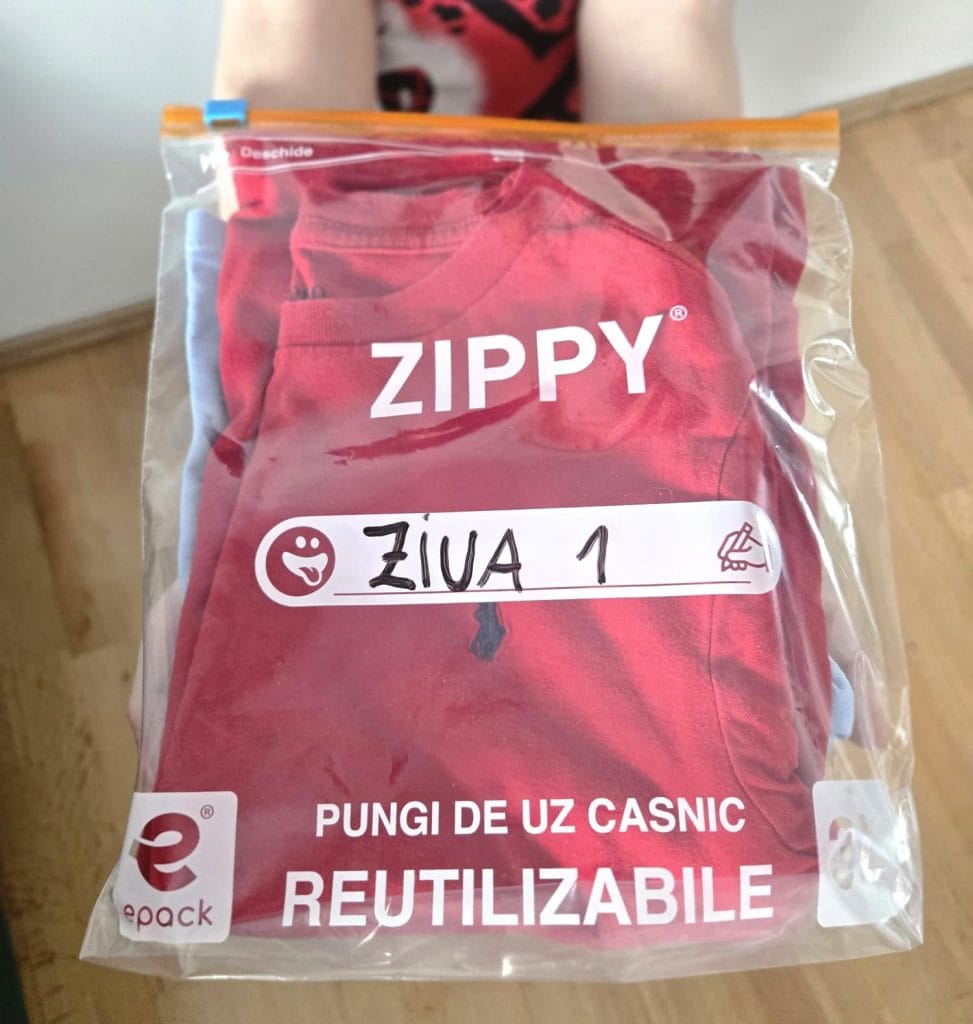 Deschide
ZIPPY®
ZIUA 1
PUNGI DE UZ CASNIC
REUTILIZABILE
e®
epack